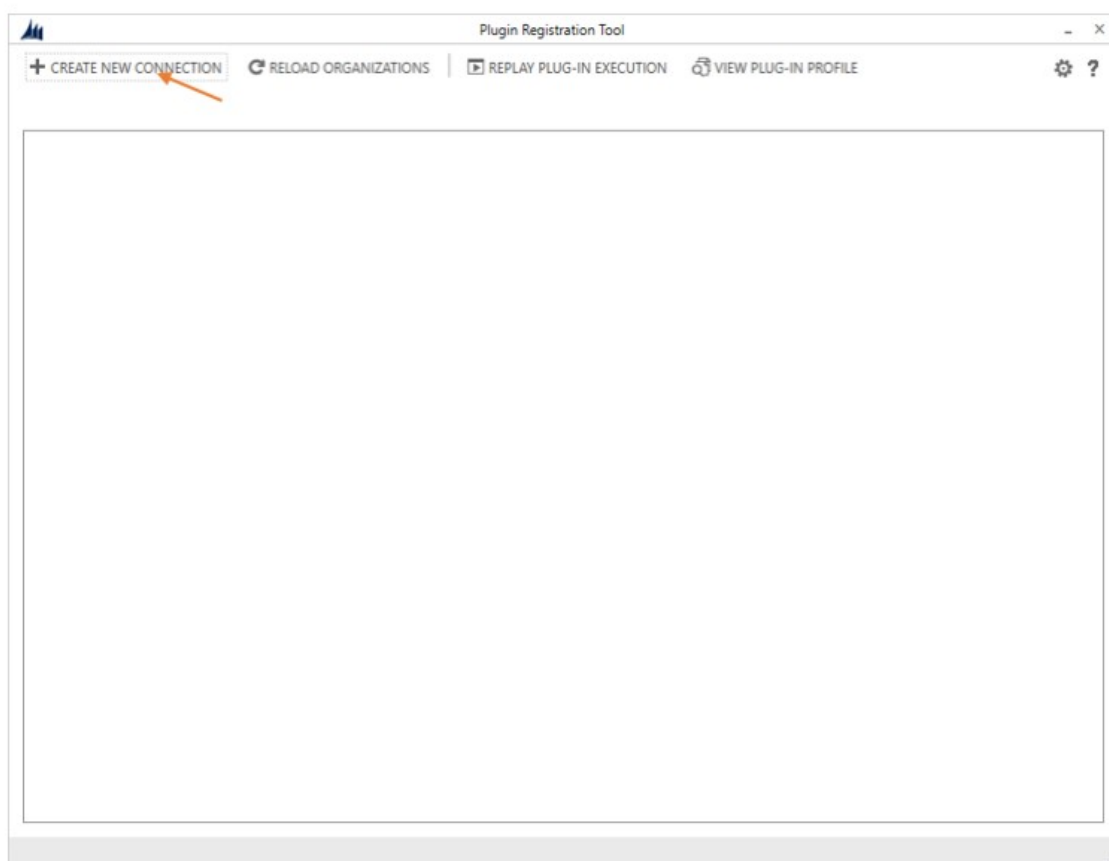 Plugin Registration Tool
+ CREATE NEW CONNECTION RELOAD ORGANIZATIONS | REPLAY PLUG-IN EXECUTION VIEW PLUG-IN PROFILE ?